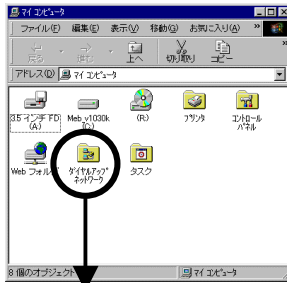 マイ コンピュータ
ファイル(F) 編集(E) 表示(V) 移動(G) お気に入り(A) »
戻る 進む 上へ 切り取り コピー »
アドレス(D) マイ コンピュータ
3.5 インチ FD (A:) Meb_v1030k (C:) (R:) プリンタ コントロール パネル
Web フォルダ ダイヤルアップ ネットワーク タスク
8 個のオブジェクト マイ コンピュータ